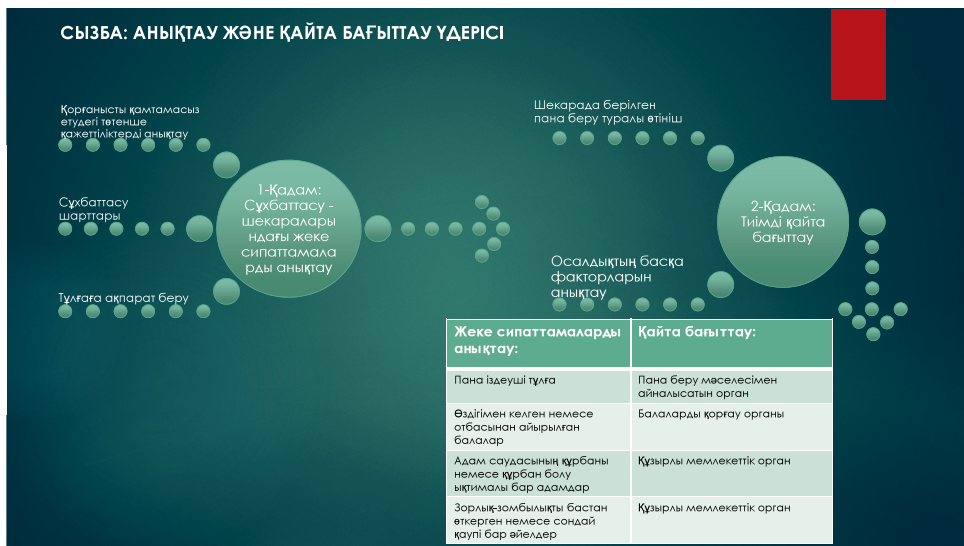 СЫЗБА: АНЫҚТАУ ЖӘНЕ ҚАЙТА БАҒЫТТАУ ҮДЕРІСІ
Қорғанысты қамтамасыз
етудегі төтенше
қажеттіліктерді анықтау
Сұхбаттасу
шарттары
Тұлғаға ақпарат беру
1-Қадам:
Сұхбаттасу -
шекаралары
ндағы жеке
сипаттамала
рды анықтау
Шекарада берілген
пана беру туралы өтініш
Осалдықтың басқа
факторларын
анықтау
2-Қадам:
Тиімді қайта
бағыттау
Жеке сипаттамаларды
анықтау:
Қайта бағыттау:
Пана іздеуші тұлға
Пана беру мәселесімен
айналысатын орган
Өздігімен келген немесе
отбасынан айырылған
балалар
Балаларды қорғау органы
Адам саудасының құрбаны
немесе құрбан болу
ықтималы бар адамдар
Құзырлы мемлекеттік орган
Зорлық-зомбылықты бастан
өткерген немесе сондай
қаупі бар әйелдер
Құзырлы мемлекеттік орган